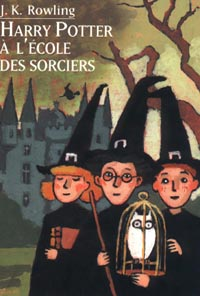 J. K. Rowling
HARRY POTTER
À L'ÉCOLE
DES SORCIERS